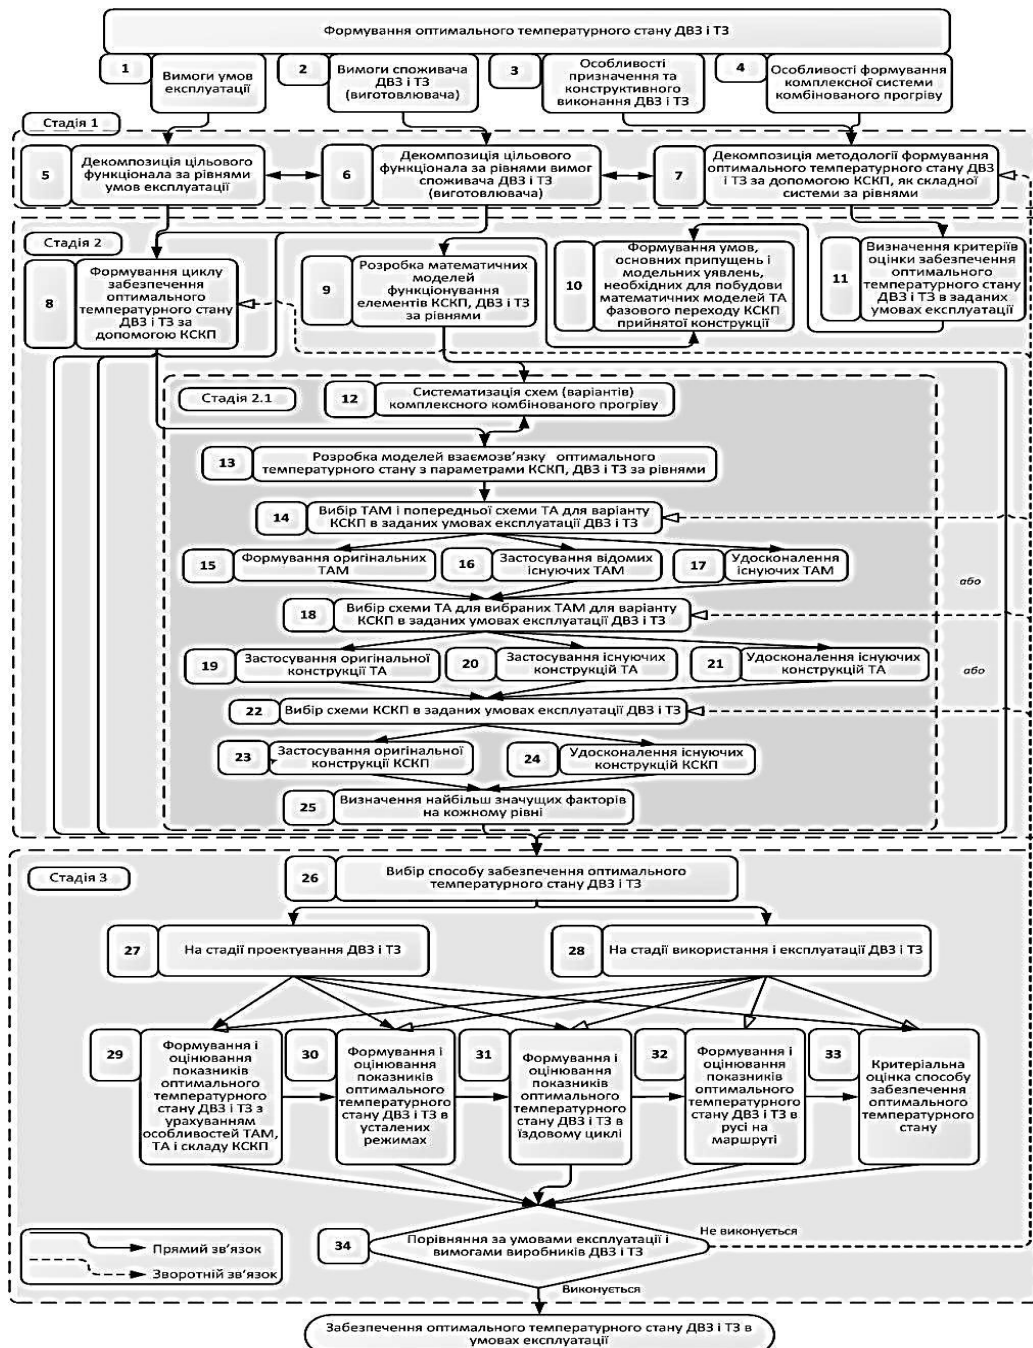 Формування оптимального температурного стану ДВЗ і ТЗ
1
Вимоги умов
експлуатації
2
Вимоги споживача
ДВЗ і ТЗ
(виготовлювача)
3
Особливості
призначення та
конструктивного
виконання ДВЗ і ТЗ
4
Особливості формування
комплексної системи
комбінованого прогріву
Стадія 1
5
Декомпозиція цільового
функціонала за рівнями
умов експлуатації
6
Декомпозиція цільового
функціонала за рівнями вимог
споживача ДВЗ і ТЗ
(виготовлювача)
7
Декомпозиція методології формування
оптимального температурного стану ДВЗ
і ТЗ за допомогою КСКП, як складної
системи за рівнями
Стадія 2
8
Формування циклу
забезпечення
оптимального
температурного стану
ДВЗ і ТЗ за
допомогою КСКП
9
Розробка математичних
моделей
функціонування
елементів КСКП, ДВЗ і ТЗ
за рівнями
10
Формування умов,
основних припущень і
модельних уявлень,
необхідних для побудови
математичних моделей ТА
фазового переходу КСКП
прийнятої конструкції
11
Визначення критеріїв
оцінки забезпечення
оптимального
температурного стану
ДВЗ і ТЗ в заданих
умовах експлуатації
Стадія 2.1
12
Систематизація схем (варіантів)
комплексного комбінованого прогріву
13
Розробка моделей взаємозв'язку оптимального
температурного стану з параметрами КСКП, ДВЗ і ТЗ за рівнями
14
Вибір ТАМ і попередньої схеми ТА для варіанту
КСКП в заданих умовах експлуатації ДВЗ і ТЗ
15
Формування оригінальних
ТАМ
16
Застосування відомих
існуючих ТАМ
17
Удосконалення
існуючих ТАМ
або
18
Вибір схеми ТА для вибраних ТАМ для варіанту
КСКП в заданих умовах експлуатації ДВЗ і ТЗ
19
Застосування оригінальної
конструкції ТА
20
Застосування існуючих
конструкцій ТА
21
Удосконалення існуючих
конструкцій ТА
або
22
Вибір схеми КСКП в заданих умовах експлуатації ДВЗ і ТЗ
23
Застосування оригінальної
конструкції КСКП
24
Удосконалення існуючих
конструкцій КСКП
25
Визначення найбільш значущих факторів
на кожному рівні
Стадія 3
26
Вибір способу забезпечення оптимального
температурного стану ДВЗ і ТЗ
27
На стадії проектування ДВЗ і ТЗ
28
На стадії використання і експлуатації ДВЗ і ТЗ
29
Формування і
оцінювання
показників
оптимального
температурного
стану ДВЗ і ТЗ з
урахуванням
особливостей ТАМ,
ТА і складу КСКП
30
Формування і
оцінювання
показників
оптимального
температурного
стану ДВЗ і ТЗ в
усталених
режимах
31
Формування і
оцінювання
показників
оптимального
температурного
стану ДВЗ і ТЗ в
їздовому циклі
32
Формування і
оцінювання
показників
оптимального
температурного
стану ДВЗ і ТЗ в
русі на
маршруті
33
Критеріальна
оцінка способу
забезпечення
оптимального
температурного
стану
34
Порівняння за умовами експлуатації і
вимогами виробників ДВЗ і ТЗ
Не виконується
Виконується
Прямий зв'язок
Зворотній зв'язок
Забезпечення оптимального температурного стану ДВЗ і ТЗ в
умовах експлуатації